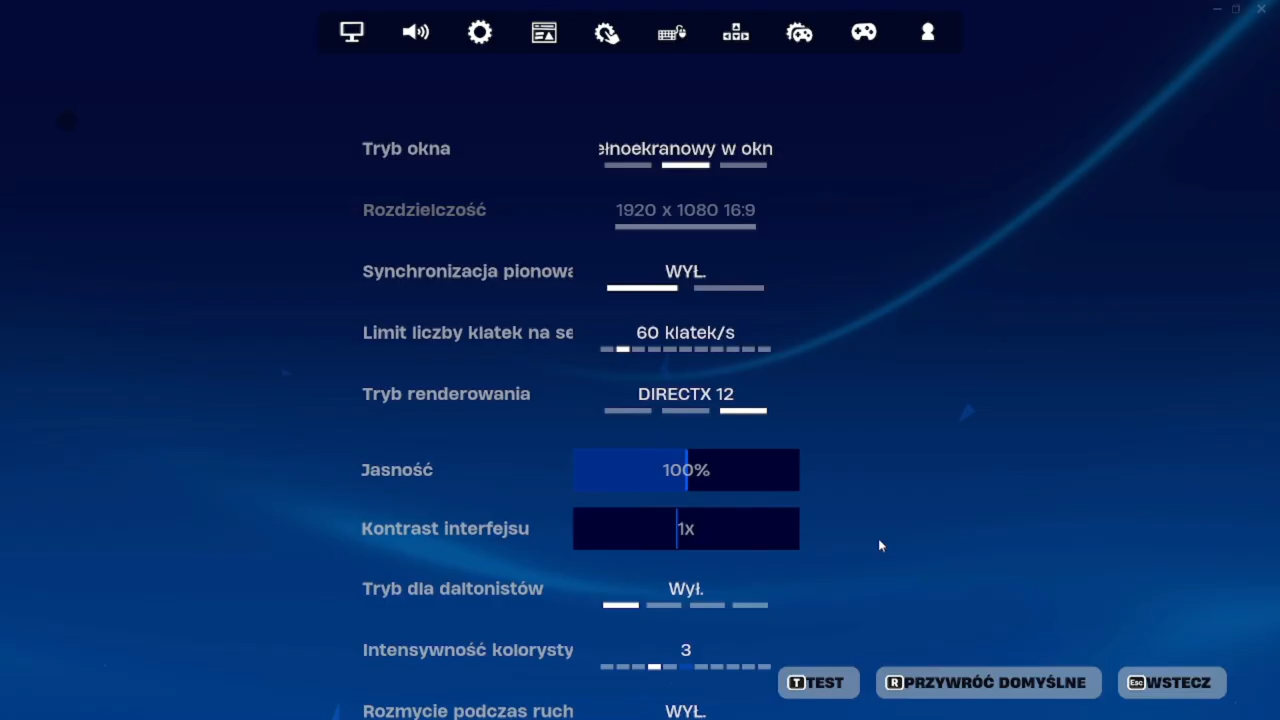 Tryb okna ełnoekranowy w okn
Rozdzielczość 1920 x 1080 16:9
Synchronizacja pionowa WYŁ.
Limit liczby klatek na se 60 klatek/s
Tryb renderowania DIRECTX 12
Jasność 100%
Kontrast interfejsu 1x
Tryb dla daltonistów Wył.
Intensywność kolorysty 3
T TEST R PRZYWRÓĆ DOMYŚLNE Esc WSTECZ
Rozmycie podczas ruch WYŁ.